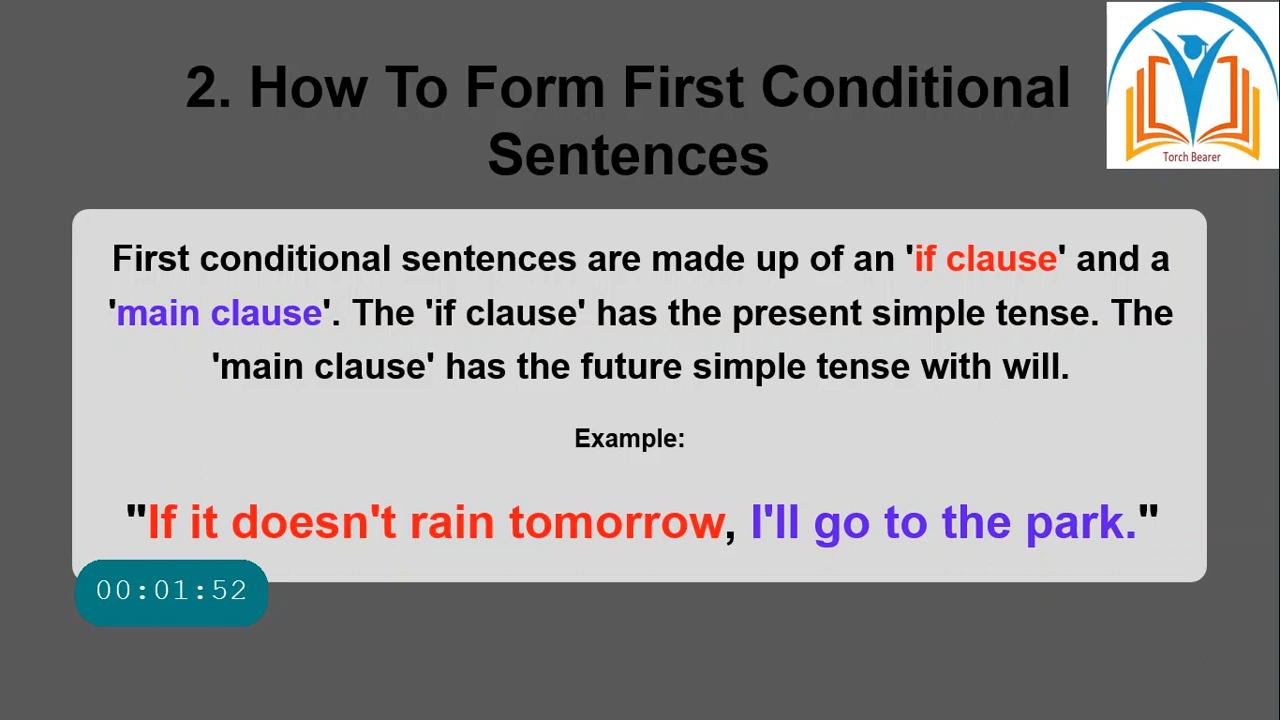 2. How To Form First Conditional
Sentences
Torch Bearer
First conditional sentences are made up of an 'if clause' and a
'main clause'. The 'if clause' has the present simple tense. The
'main clause' has the future simple tense with will.
Example:
"If it doesn't rain tomorrow, I'll go to the park."
00:01:52